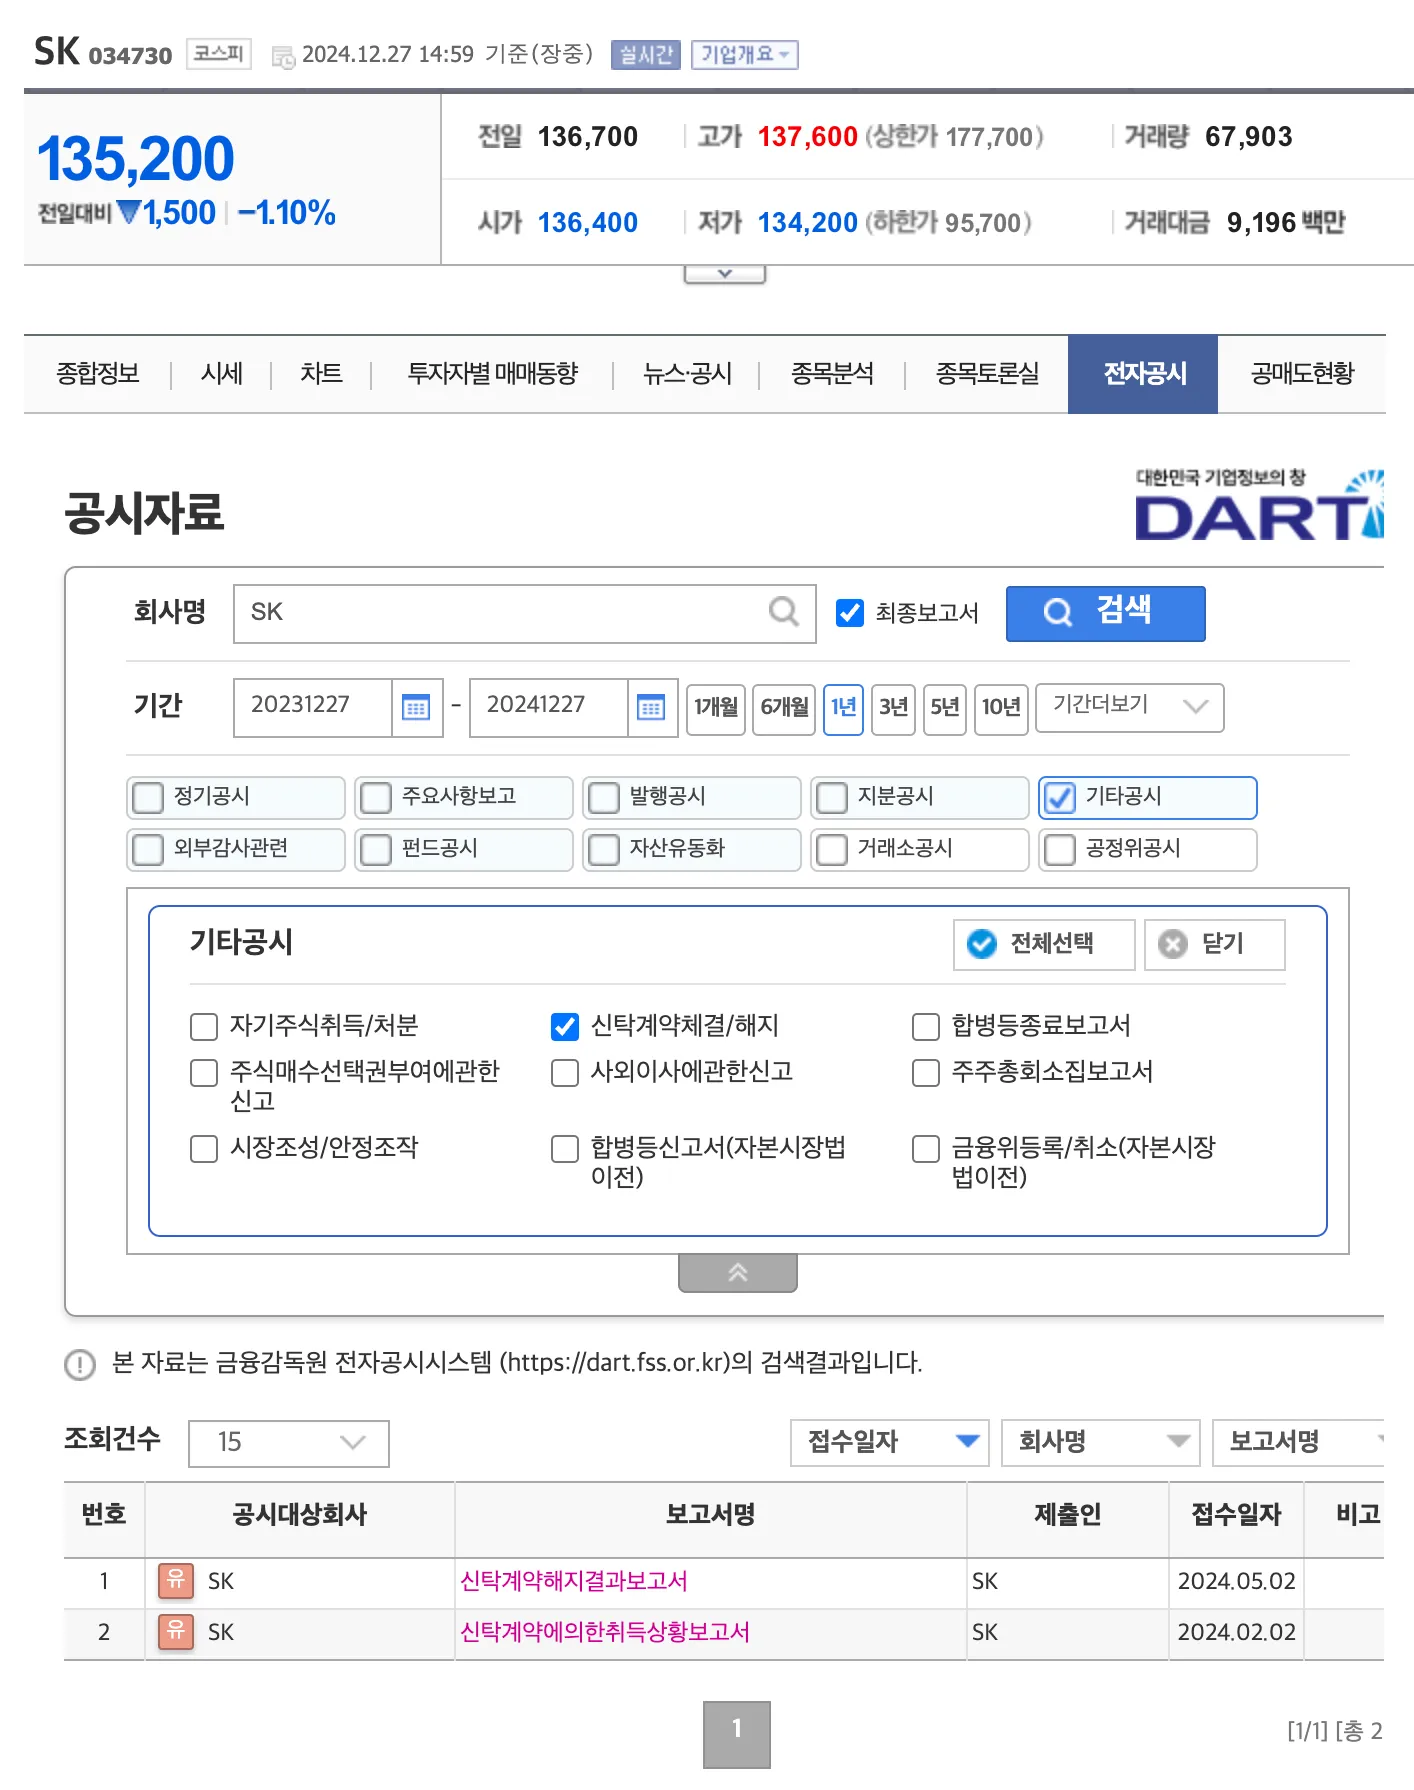 SK 034730 코스피 2024.12.27 14:59 기준(장중) 실시간 기업개요
135,200
전일대비 ▼1,500 -1.10%
전일 136,700 고가 137,600 (상한가 177,700) 거래량 67,903
시가 136,400 저가 134,200 (하한가 95,700) 거래대금 9,196 백만
종합정보 시세 차트 투자자별 매매동향 뉴스·공시 종목분석 종목토론실 전자공시 공매도현황
대한민국 기업정보의 창
DART
공시자료
회사명 SK 최종보고서 검색
기간 20231227 - 20241227 1개월 6개월 1년 3년 5년 10년 기간더보기
정기공시 주요사항보고 발행공시 지분공시 기타공시
외부감사관련 펀드공시 자산유동화 거래소공시 공정위공시
기타공시 전체선택 닫기
자기주식취득/처분 신탁계약체결/해지 합병등종료보고서
주식매수선택권부여에관한 사외이사에관한신고 주주총회소집보고서
신고
시장조성/안정조작 합병등신고서(자본시장법 금융위등록/취소(자본시장
이전) 법이전)
본 자료는 금융감독원 전자공시시스템 (https://dart.fss.or.kr)의 검색결과입니다.
조회건수 15 접수일자 회사명 보고서명
번호 공시대상회사 보고서명 제출인 접수일자 비고
1 유 SK 신탁계약해지결과보고서 SK 2024.05.02
2 유 SK 신탁계약에의한취득상황보고서 SK 2024.02.02
1 [1/1] [총 2